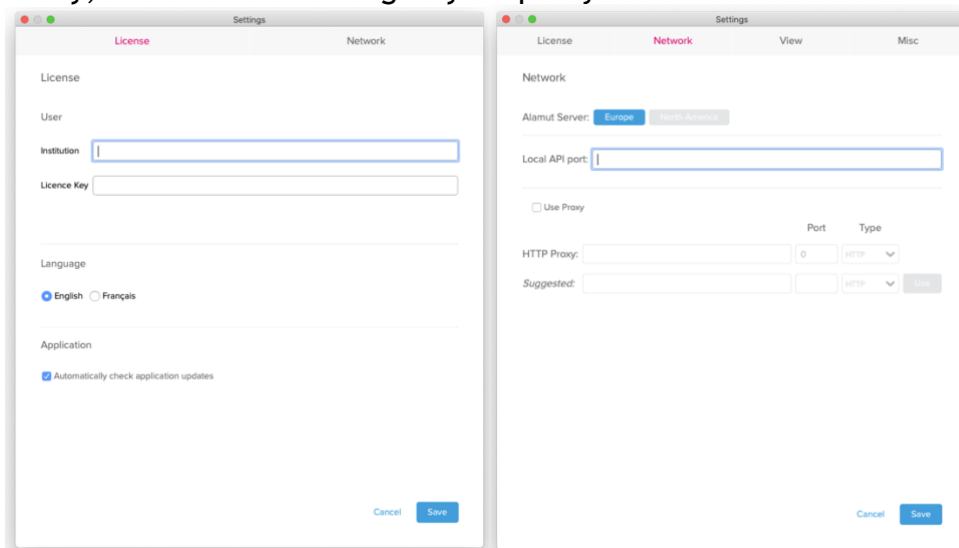 Settings
License Network
License
User
Institution
Licence Key
Language
English Français
Application
Automatically check application updates
Cancel Save
Settings
License Network View Misc
Network
Alamut Server: Europe North America
Local API port:
Use Proxy
Port Type
HTTP Proxy: 0 HTTP
Suggested: HTTP Use
Cancel Save